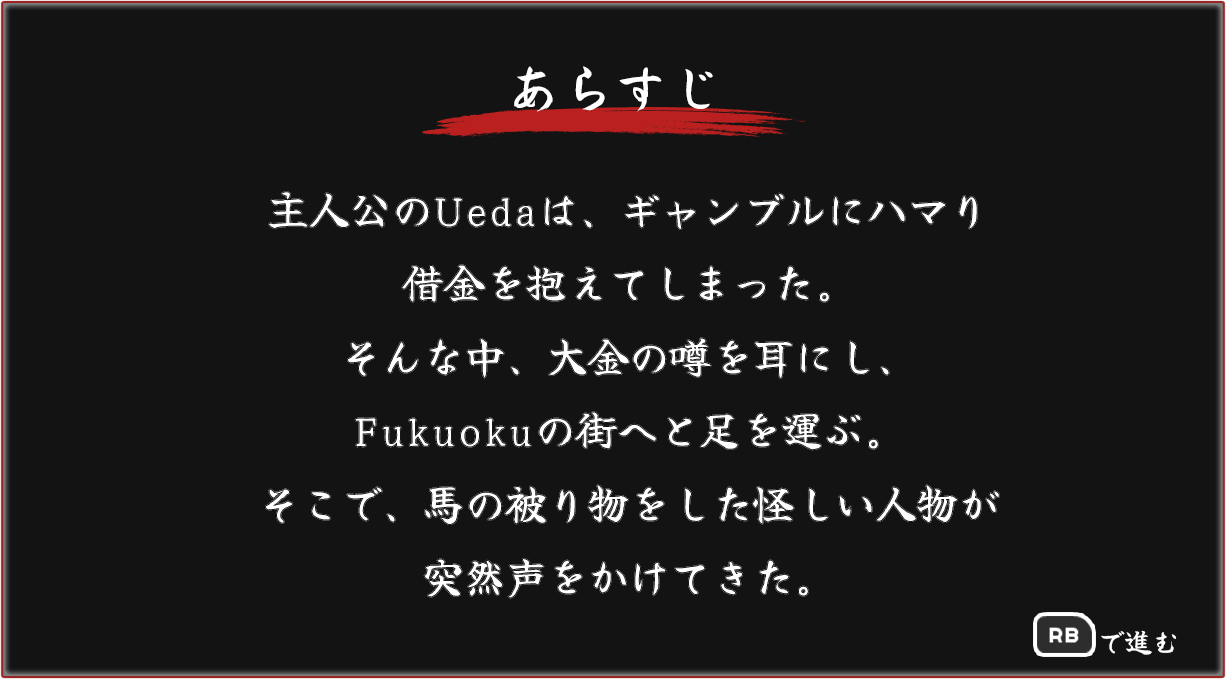 あらすじ
主人公のUedaは、ギャンブルにハマり
借金を抱えてしまった。
そんな中、大金の噂を耳にし、
Fukuokuの街へと足を運ぶ。
そこで、馬の被り物をした怪しい人物が
突然声をかけてきた。
RBで進む